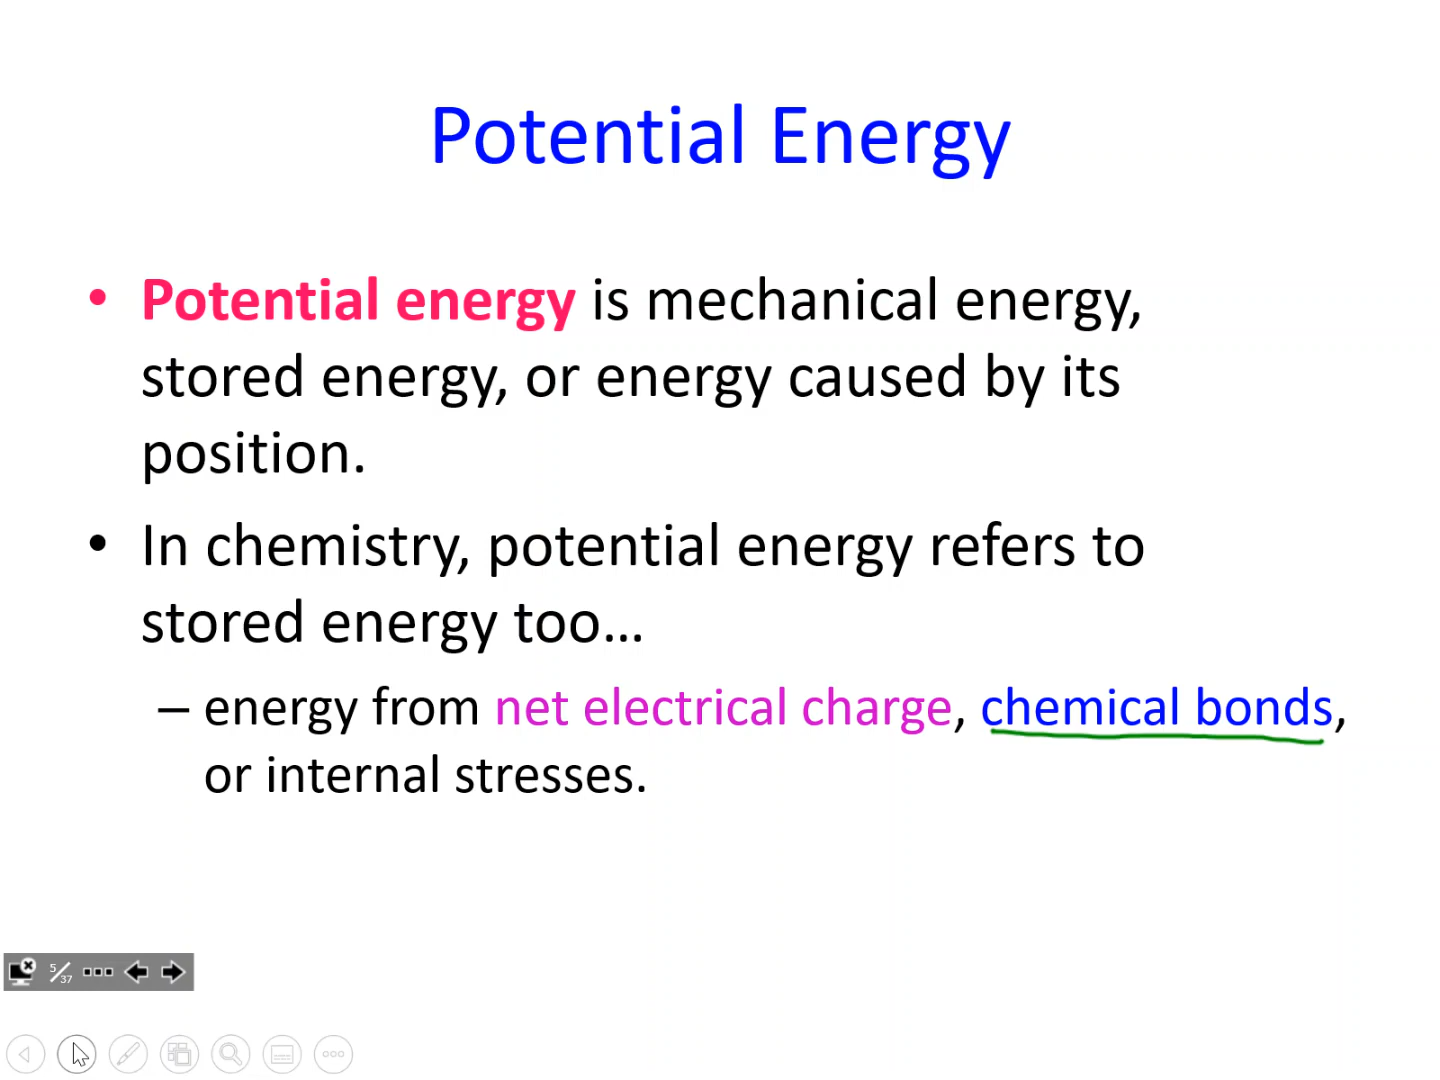 Potential Energy
• Potential energy is mechanical energy,
stored energy, or energy caused by its
position.
• In chemistry, potential energy refers to
stored energy too…
– energy from net electrical charge, chemical bonds,
or internal stresses.
5/37